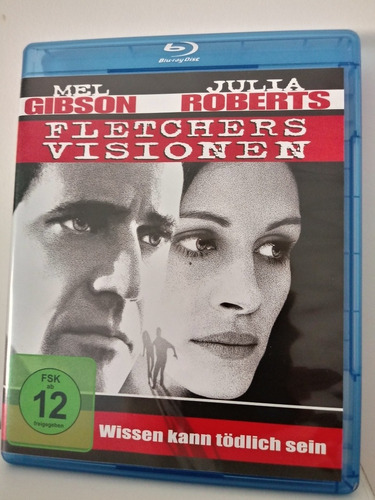 Blu-ray Disc
MEL GIBSON
JULIA ROBERTS
FLETCHERS
VISIONEN
FSK
ab
12
freigegeben
Wissen kann tödlich sein